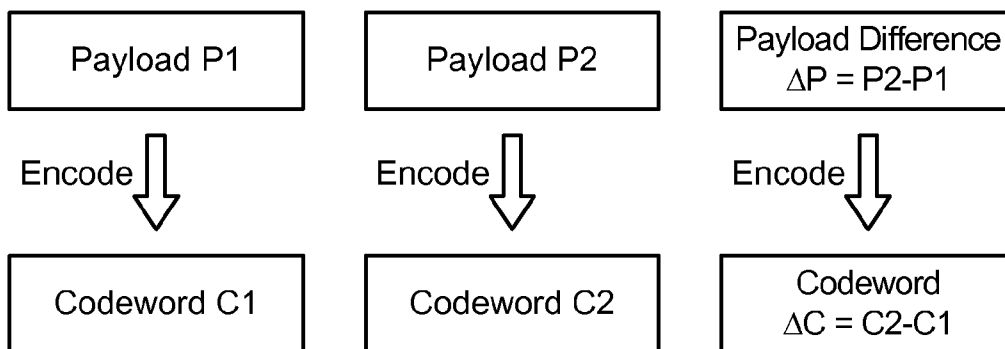 Payload P1
Payload P2
Payload Difference
ΔP = P2-P1
Encode
Encode
Encode
Codeword C1
Codeword C2
Codeword
ΔC = C2-C1